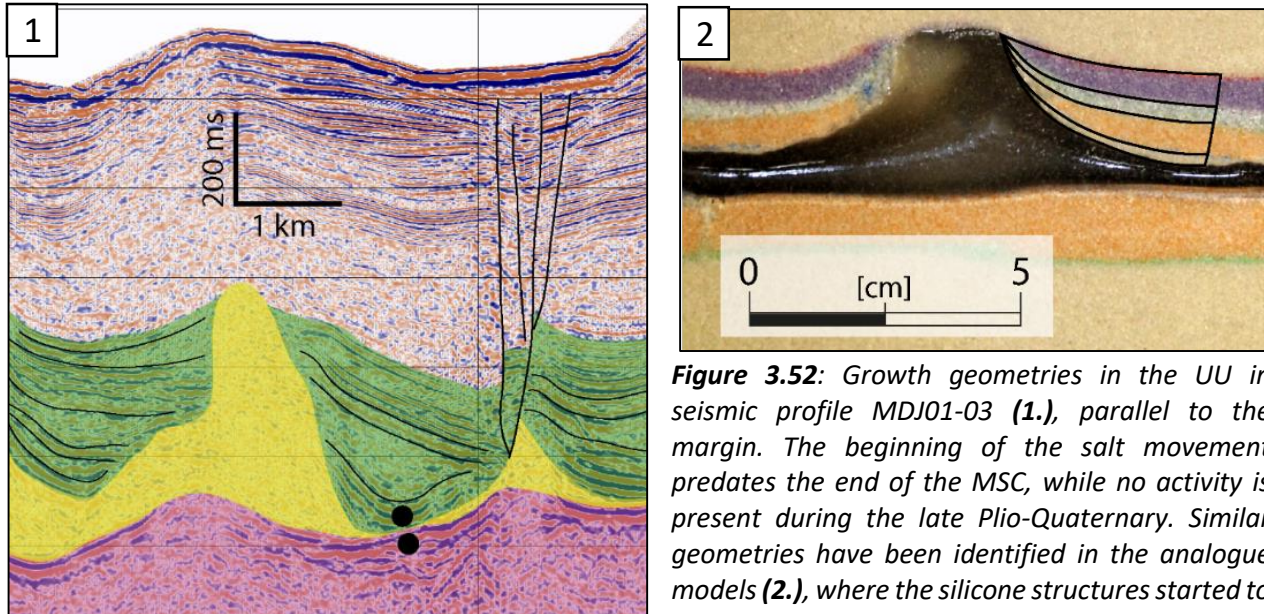 1
200 ms
1 km
2
0
5
[cm]
Figure 3.52: Growth geometries in the UU in
seismic profile MDJ01-03 (1.), parallel to the
margin. The beginning of the salt movement
predates the end of the MSC, while no activity is
present during the late Plio-Quaternary. Similar
geometries have been identified in the analogue
models (2.), where the silicone structures started to